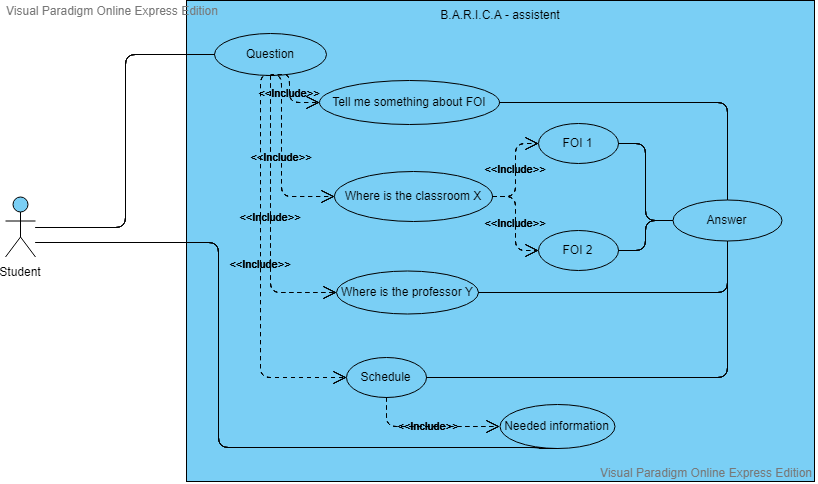 Visual Paradigm Online Express Edition
B.A.R.I.C.A - assistent
Question
<<Include>>
Tell me something about FOI
FOI 1
<<Include>>
<<Include>>
Where is the classroom X
<<Include>>
<<Include>>
Answer
FOI 2
<<Include>>
Student
Where is the professor Y
Schedule
<<Include>>
Needed information
Visual Paradigm Online Express Edition